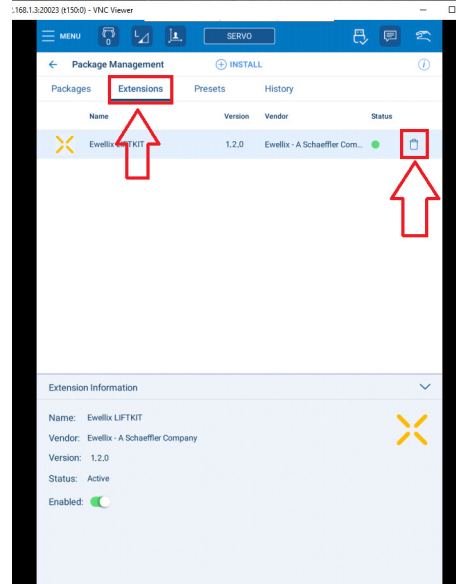 .168.1.3:20023 (t150:0) - VNC Viewer
MENU
0
L
SERVO
Package Management
INSTALL
i
Packages Extensions Presets History
Name Version Vendor Status
Ewellix LIFTKIT 1.2.0 Ewellix - A Schaeffler Com...
Extension Information
Name: Ewellix LIFTKIT
Vendor: Ewellix - A Schaeffler Company
Version: 1.2.0
Status: Active
Enabled: